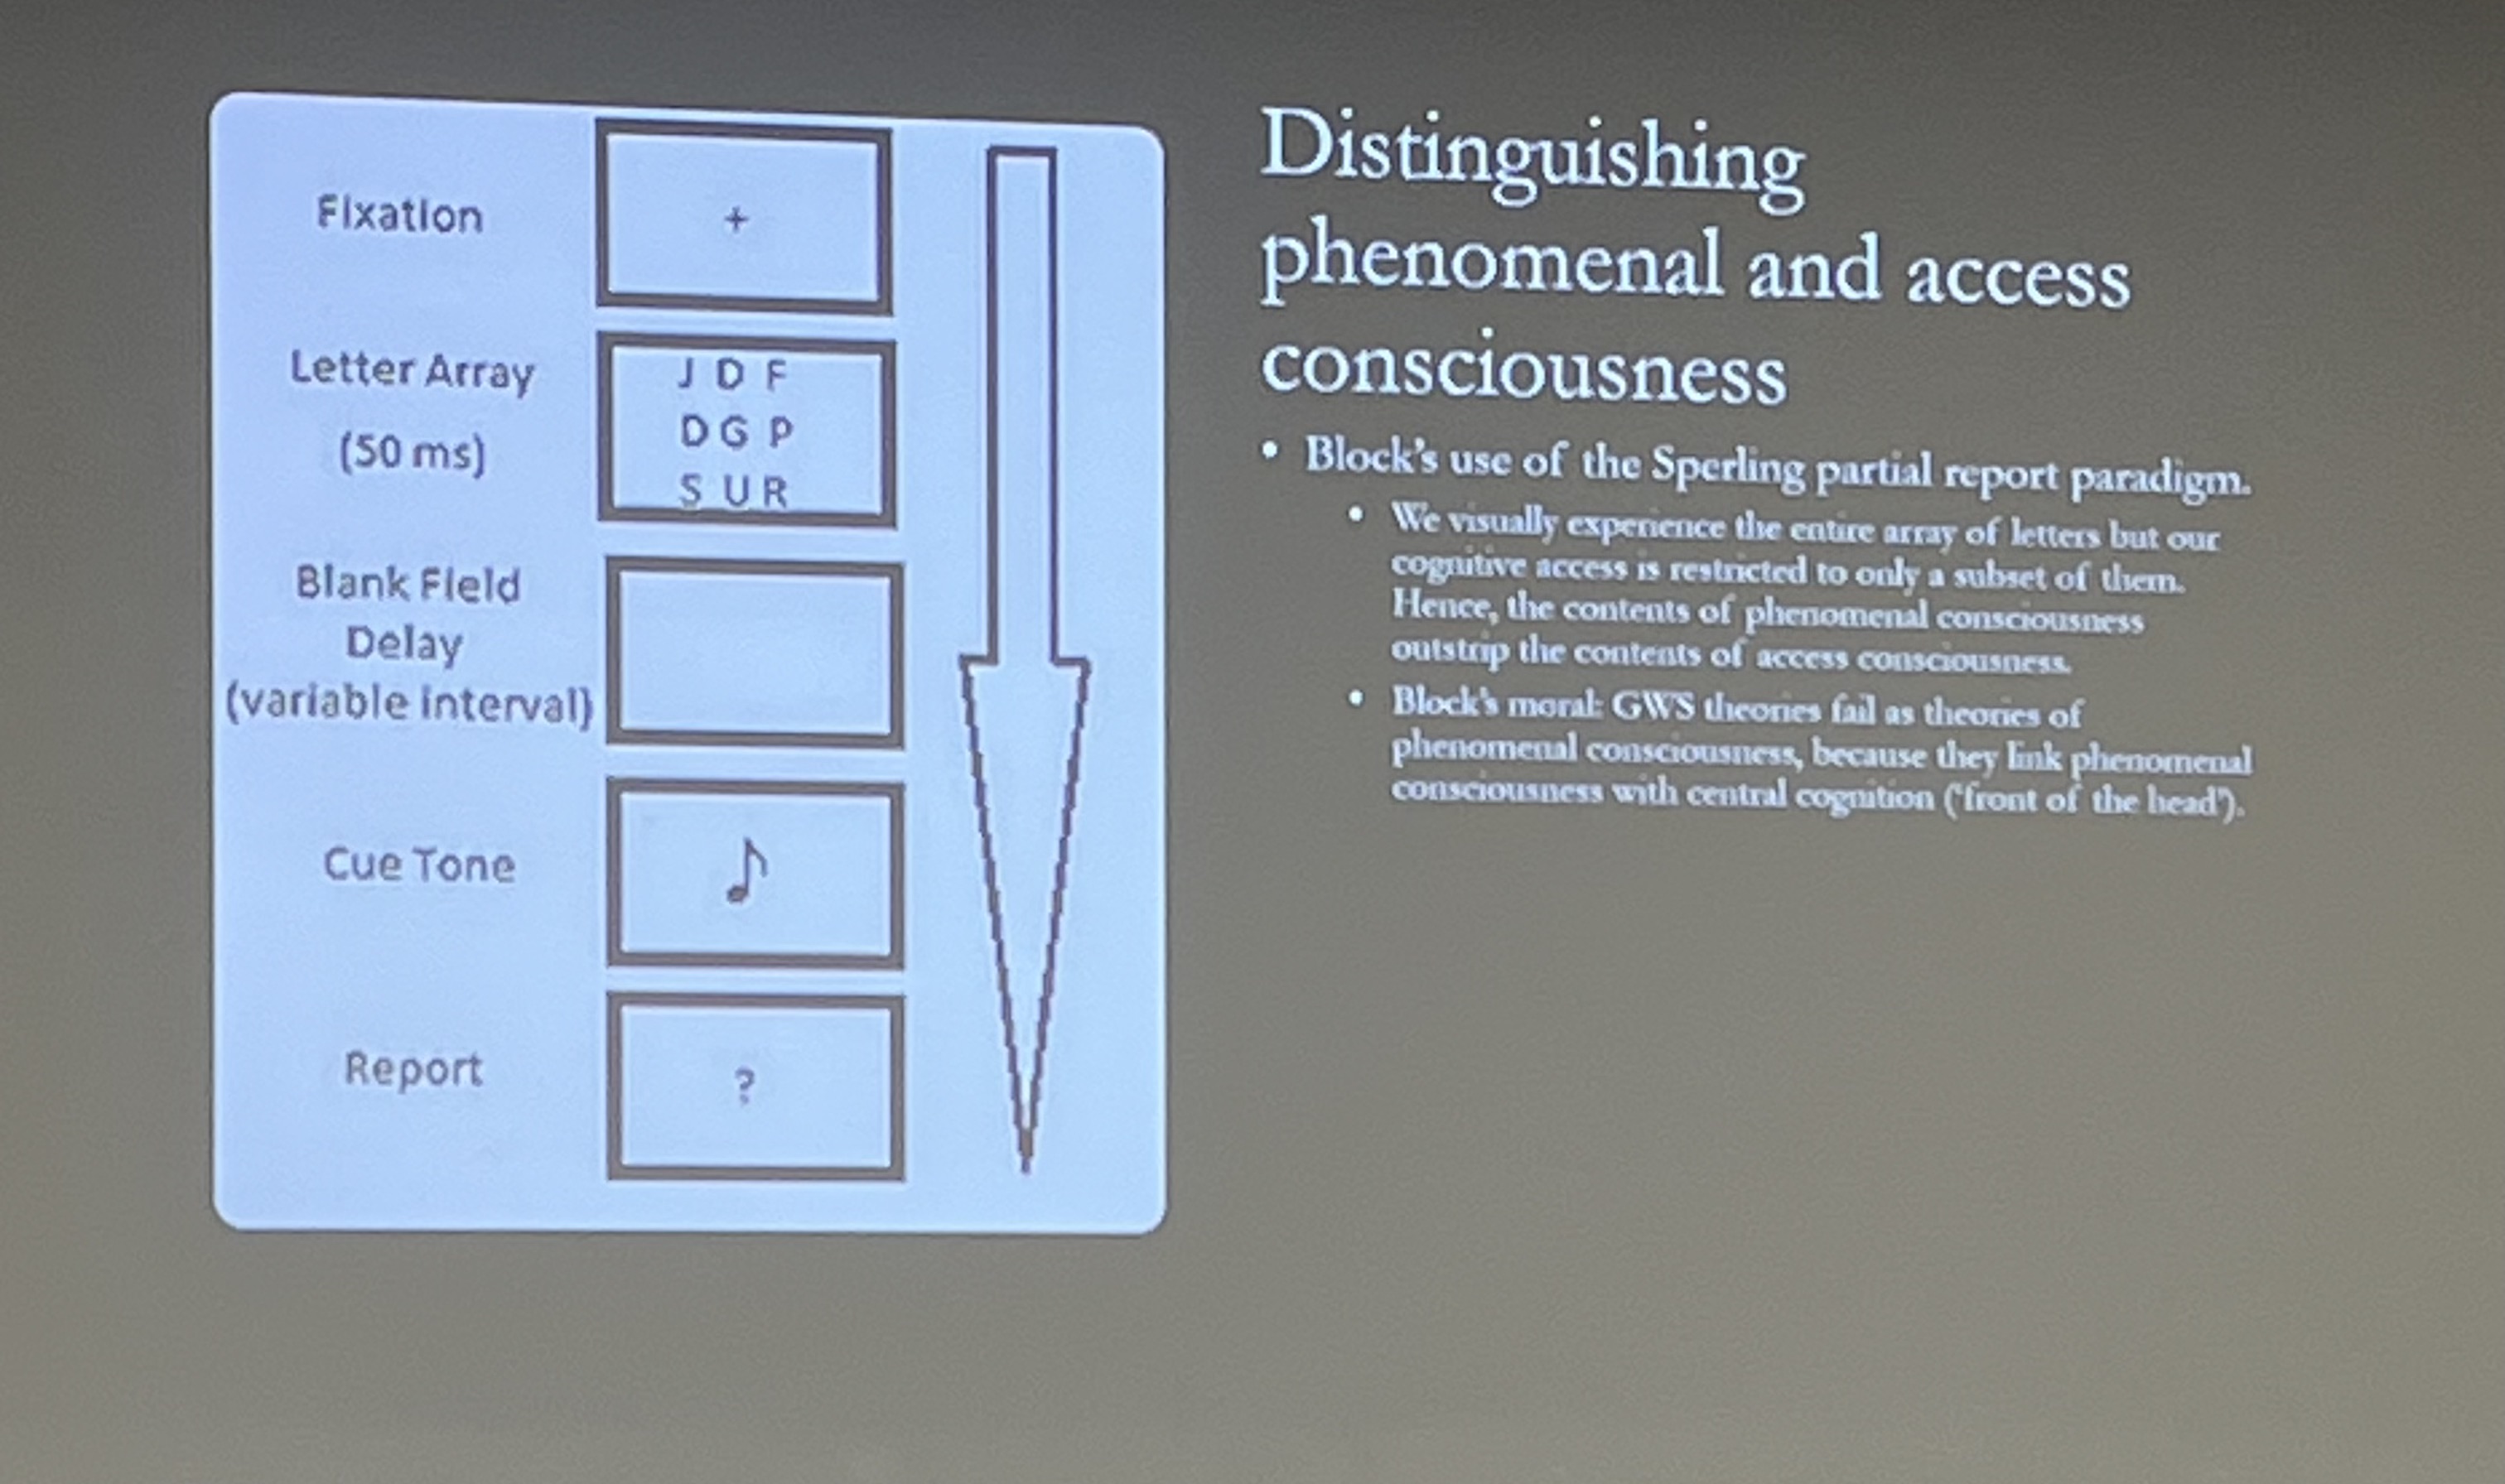 Fixation
+
Letter Array
(50 ms)
J D F
D G P
S U R
Blank Field
Delay
(variable interval)
Cue Tone
♪
Report
?
Distinguishing
phenomenal and access
consciousness
• Block's use of the Sperling partial report paradigm.
• We visually experience the entire array of letters but our
cognitive access is restricted to only a subset of them.
Hence, the contents of phenomenal consciousness
outstrip the contents of access consciousness.
• Block's moral: GWS theories fail as theories of
phenomenal consciousness, because they link phenomenal
consciousness with central cognition ('front of the head').